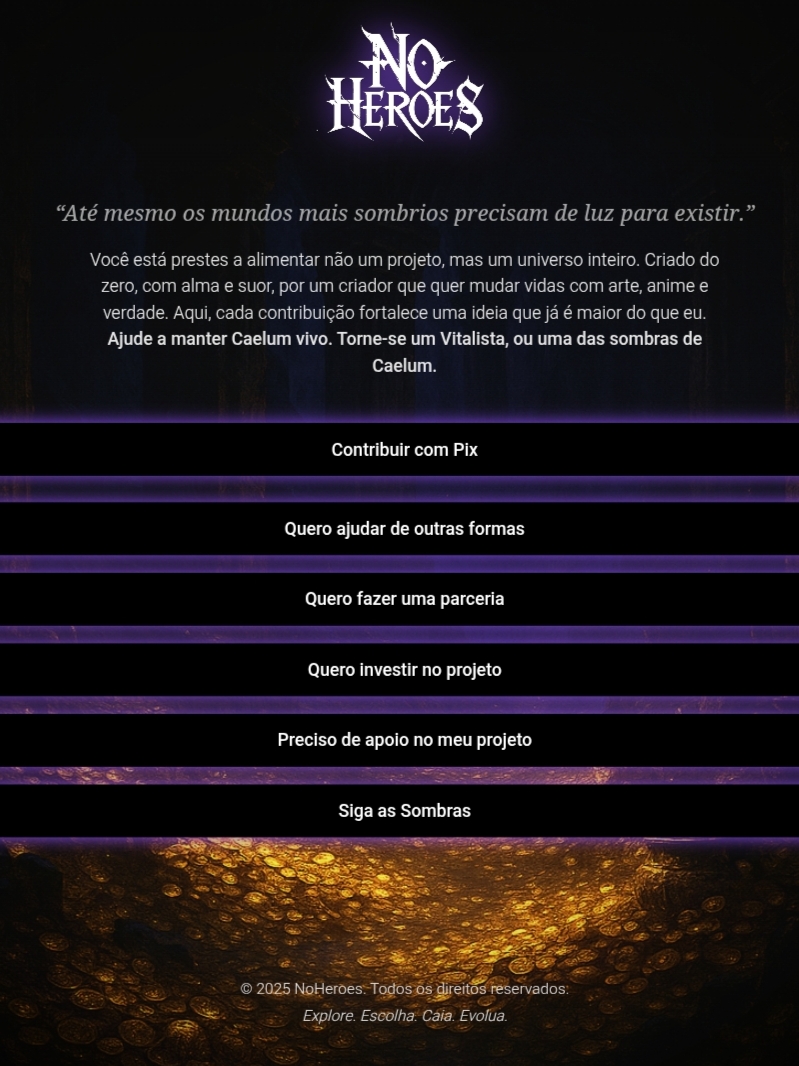 NO
HEROES
“Até mesmo os mundos mais sombrios precisam de luz para existir.”
Você está prestes a alimentar não um projeto, mas um universo inteiro. Criado do
zero, com alma e suor, por um criador que quer mudar vidas com arte, anime e
verdade. Aqui, cada contribuição fortalece uma ideia que já é maior do que eu.
Ajude a manter Caelum vivo. Torne-se um Vitalista, ou uma das sombras de
Caelum.
Contribuir com Pix
Quero ajudar de outras formas
Quero fazer uma parceria
Quero investir no projeto
Preciso de apoio no meu projeto
Siga as Sombras
© 2025 NoHeroes. Todos os direitos reservados.
Explore. Escolha. Caia. Evolua.